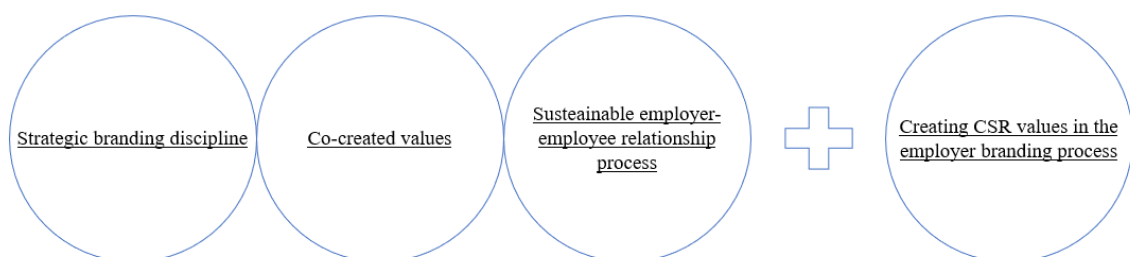 Strategic branding discipline
Co-created values
Susteainable employer-
employee relationship
process
Creating CSR values in the
employer branding process